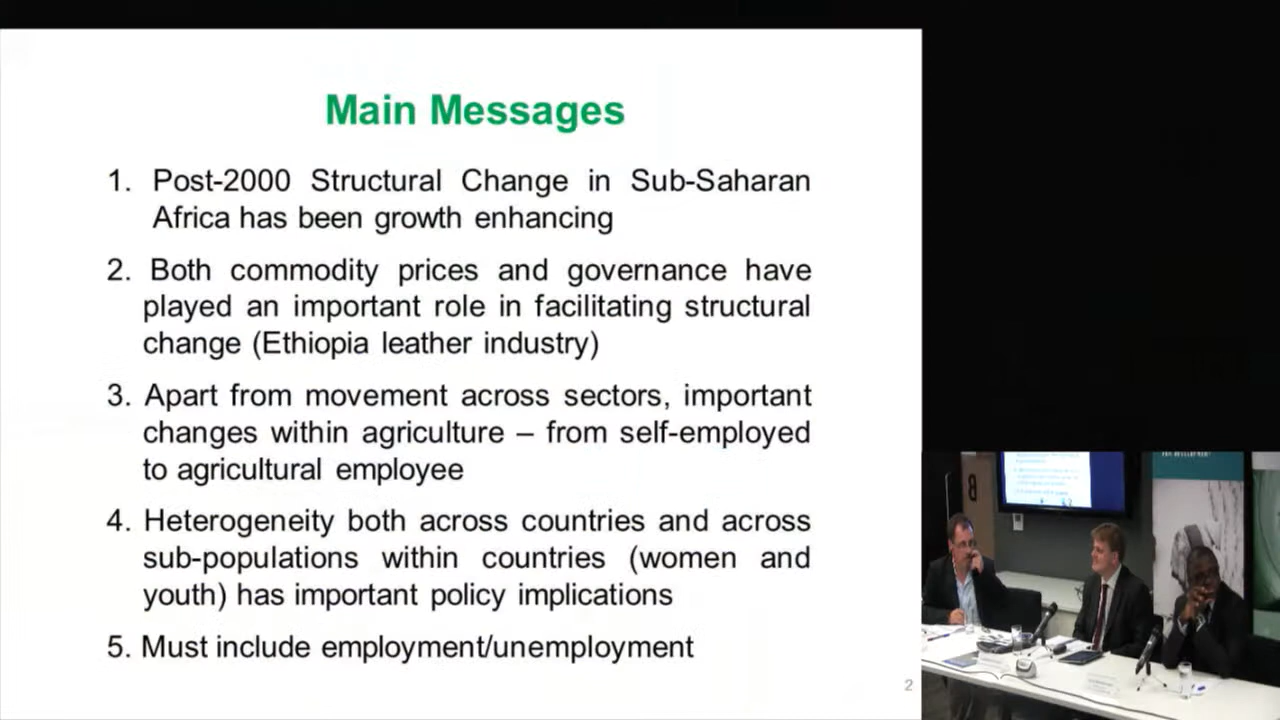 Main Messages
1. Post-2000 Structural Change in Sub-Saharan
Africa has been growth enhancing
2. Both commodity prices and governance have
played an important role in facilitating structural
change (Ethiopia leather industry)
3. Apart from movement across sectors, important
changes within agriculture – from self-employed
to agricultural employee
4. Heterogeneity both across countries and across
sub-populations within countries (women and
youth) has important policy implications
5. Must include employment/unemployment
2
B